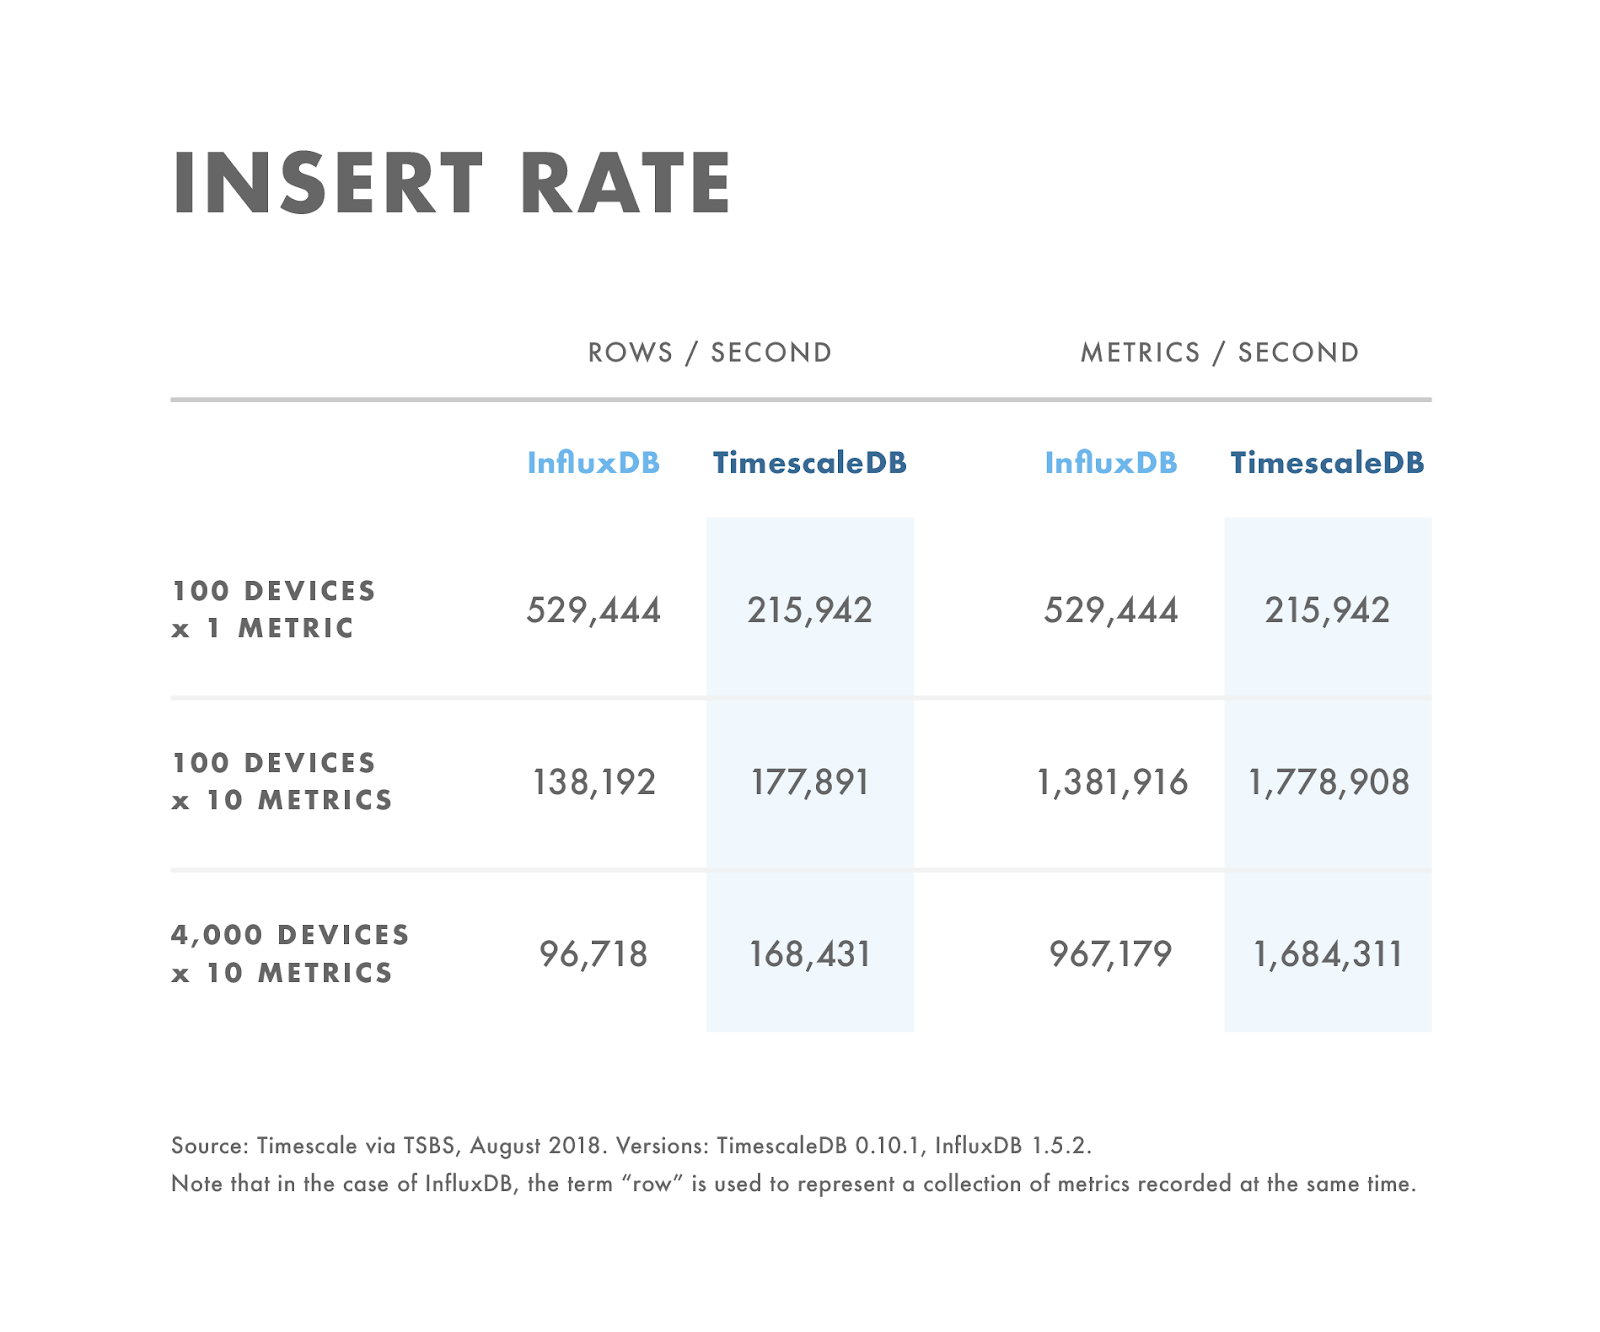 INSERT RATE
ROWS / SECOND METRICS / SECOND
InfluxDB TimescaleDB InfluxDB TimescaleDB
100 DEVICES
x 1 METRIC
529,444 215,942 529,444 215,942
100 DEVICES
x 10 METRICS
138,192 177,891 1,381,916 1,778,908
4,000 DEVICES
x 10 METRICS
96,718 168,431 967,179 1,684,311
Source: Timescale via TSBS, August 2018. Versions: TimescaleDB 0.10.1, InfluxDB 1.5.2.
Note that in the case of InfluxDB, the term “row” is used to represent a collection of metrics recorded at the same time.